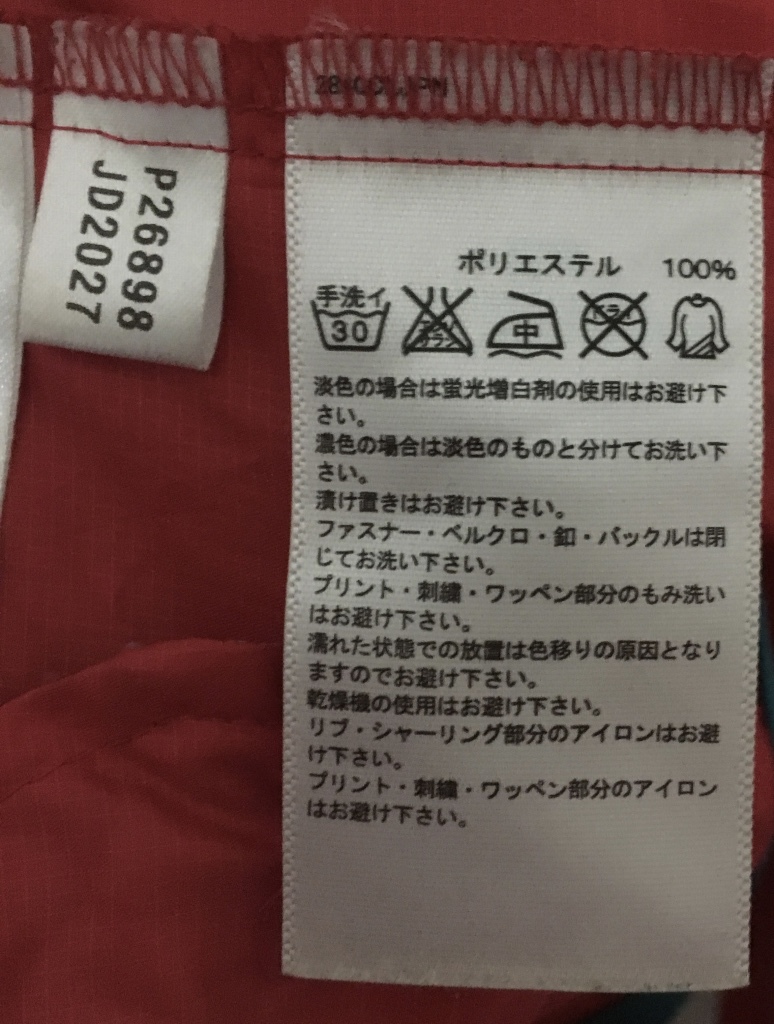 P26898
JD2027
ポリエステル 100%
手洗イ
30
中
淡色の場合は蛍光増白剤の使用はお避け下
さい。
濃色の場合は淡色のものと分けてお洗い下
さい。
漬け置きはお避け下さい。
ファスナー・ベルクロ・釦・バックルは閉
じてお洗い下さい。
プリント・刺繍・ワッペン部分のもみ洗い
はお避け下さい。
濡れた状態での放置は色移りの原因となり
ますのでお避け下さい。
乾燥機の使用はお避け下さい。
リブ・シャーリング部分のアイロンはお避
け下さい。
プリント・刺繍・ワッペン部分のアイロン
はお避け下さい。